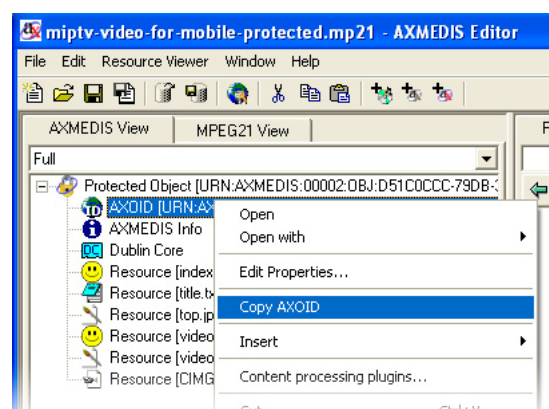 miptv-video-for-mobile-protected.mp21 - AXMEDIS Editor
File Edit Resource Viewer Window Help
AXMEDIS View MPEG21 View
Full
Protected Object [URN:AXMEDIS:00002:OBJ:D51C0CCC-79DB-
AXOID [URN:AX
AXMEDIS Info
DC Dublin Core
Resource [index
Resource [title.tx
Resource [top.jp
Resource [video
Resource [video
Resource [CIMG
Open
Open with
Edit Properties...
Copy AXOID
Insert
Content processing plugins...